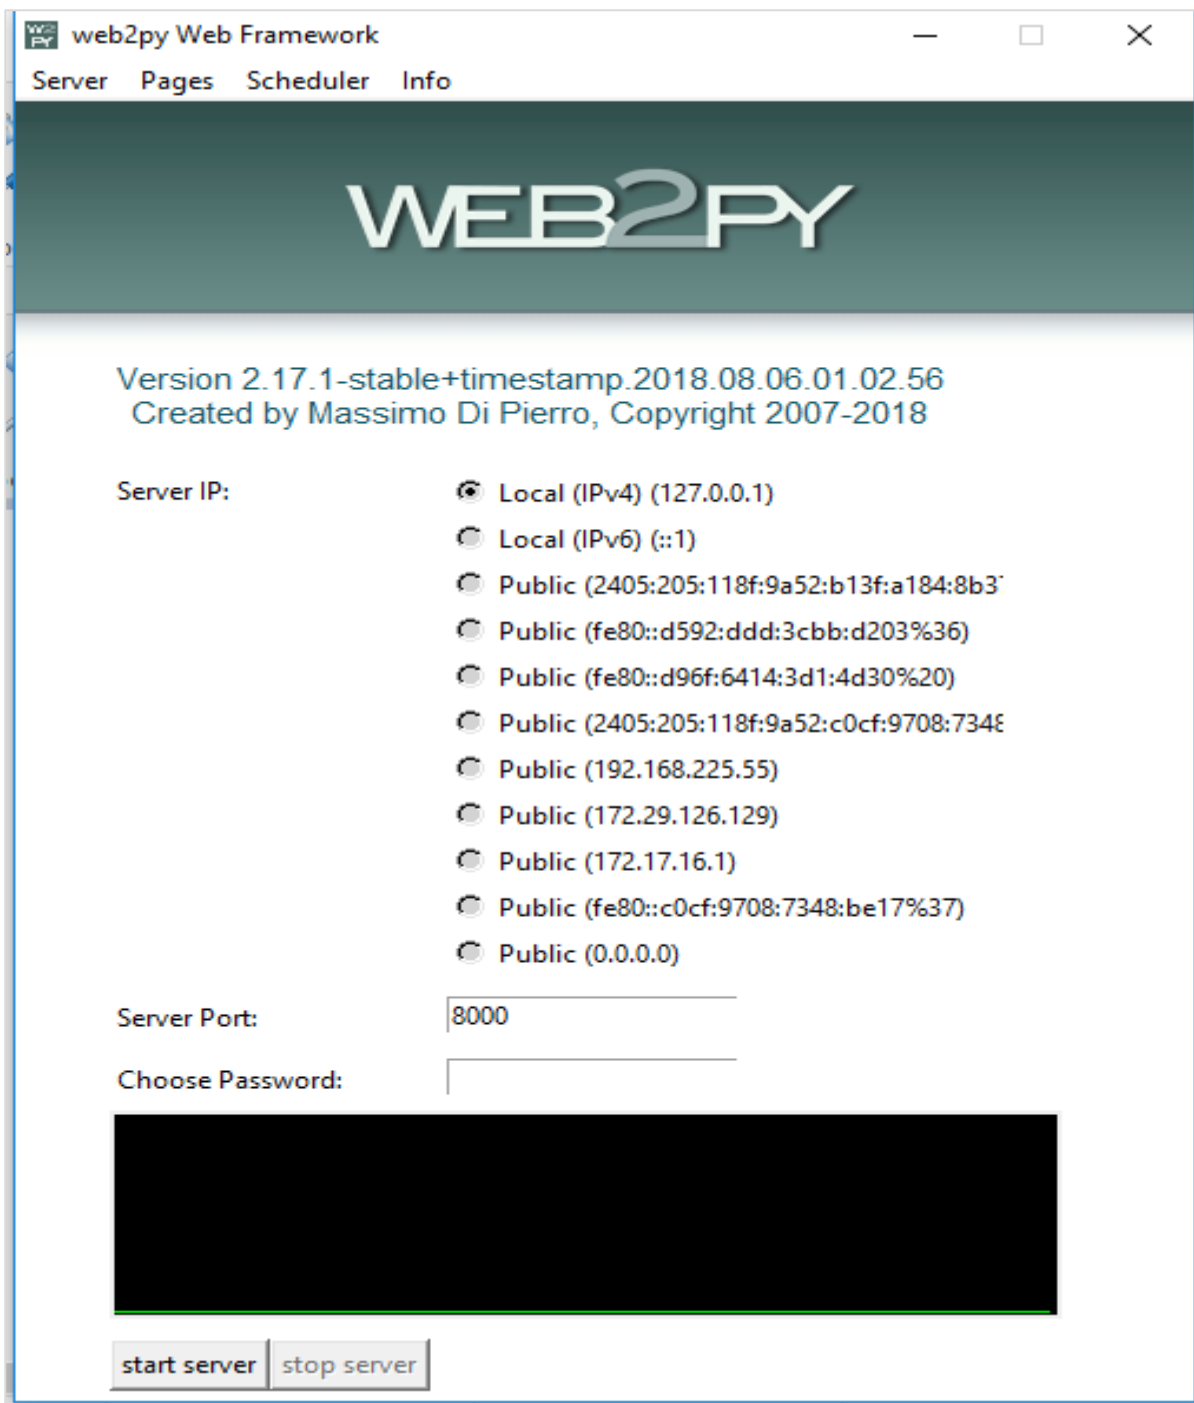 web2py Web Framework
Server Pages Scheduler Info
WEB2PY
Version 2.17.1-stable+timestamp.2018.08.06.01.02.56
Created by Massimo Di Pierro, Copyright 2007-2018
Server IP: Local (IPv4) (127.0.0.1)
Local (IPv6) (::1)
Public (2405:205:118f:9a52:b13f:a184:8b37
Public (fe80::d592:ddd:3cbb:d203%36)
Public (fe80::d96f:6414:3d1:4d30%20)
Public (2405:205:118f:9a52:c0cf:9708:7348
Public (192.168.225.55)
Public (172.29.126.129)
Public (172.17.16.1)
Public (fe80::c0cf:9708:7348:be17%37)
Public (0.0.0.0)
Server Port: 8000
Choose Password:
start server stop server